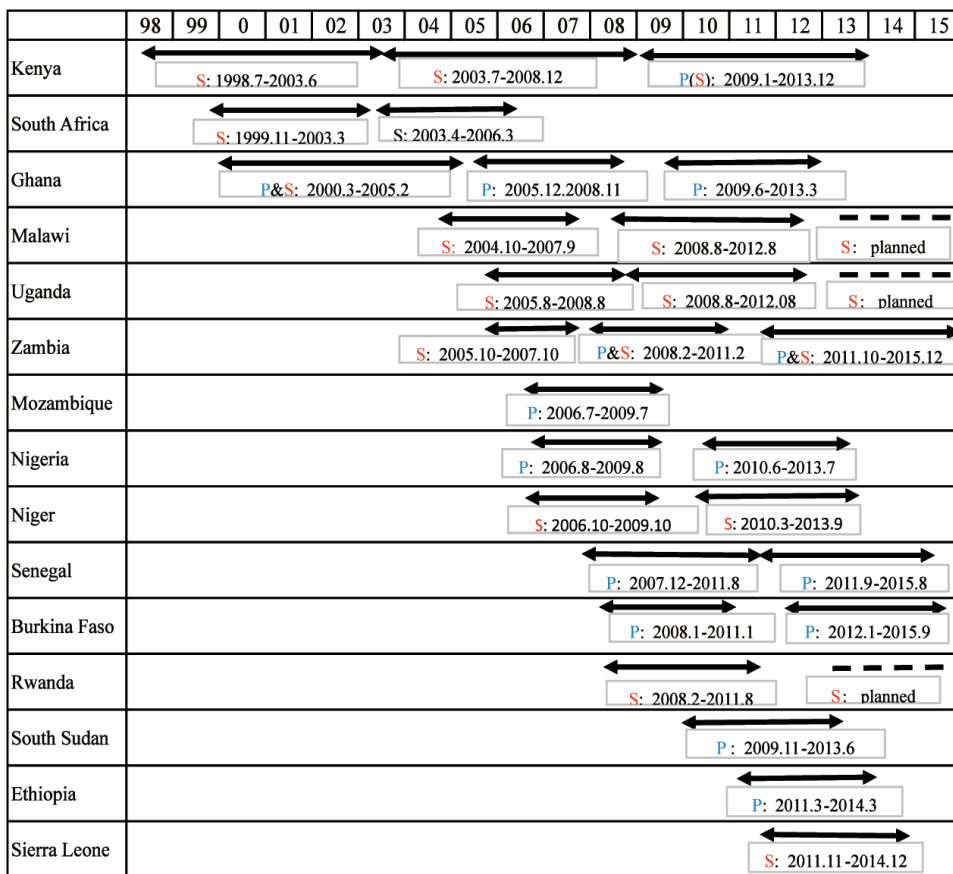 98 99 0 01 02 03 04 05 06 07 08 09 10 11 12 13 14 15
Kenya S: 1998.7-2003.6 S: 2003.7-2008.12 P(S): 2009.1-2013.12
South Africa S: 1999.11-2003.3 S: 2003.4-2006.3
Ghana P&S: 2000.3-2005.2 P: 2005.12.2008.11 P: 2009.6-2013.3
Malawi S: 2004.10-2007.9 S: 2008.8-2012.8 S: planned
Uganda S: 2005.8-2008.8 S: 2008.8-2012.08 S: planned
Zambia S: 2005.10-2007.10 P&S: 2008.2-2011.2 P&S: 2011.10-2015.12
Mozambique P: 2006.7-2009.7
Nigeria P: 2006.8-2009.8 P: 2010.6-2013.7
Niger S: 2006.10-2009.10 S: 2010.3-2013.9
Senegal P: 2007.12-2011.8 P: 2011.9-2015.8
Burkina Faso P: 2008.1-2011.1 P: 2012.1-2015.9
Rwanda S: 2008.2-2011.8 S: planned
South Sudan P : 2009.11-2013.6
Ethiopia P: 2011.3-2014.3
Sierra Leone S: 2011.11-2014.12